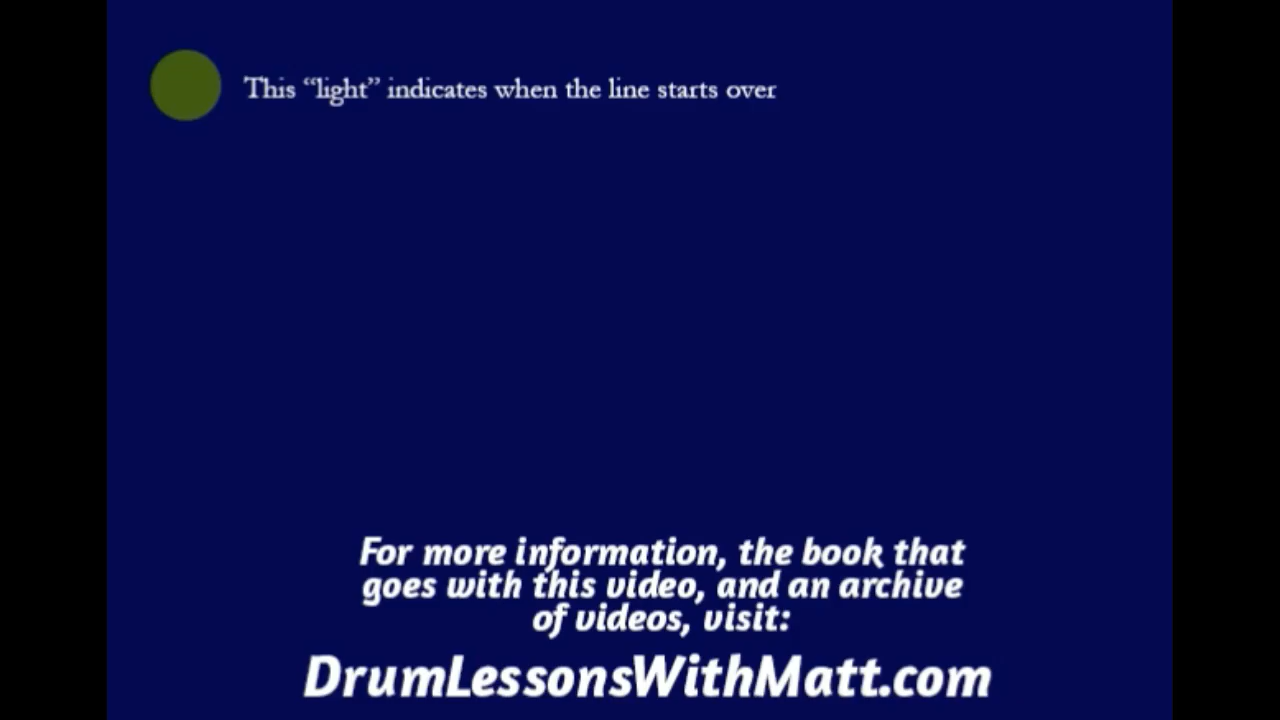 This “light” indicates when the line starts over
For more information, the book that
goes with this video, and an archive
of videos, visit:
DrumLessonsWithMatt.com